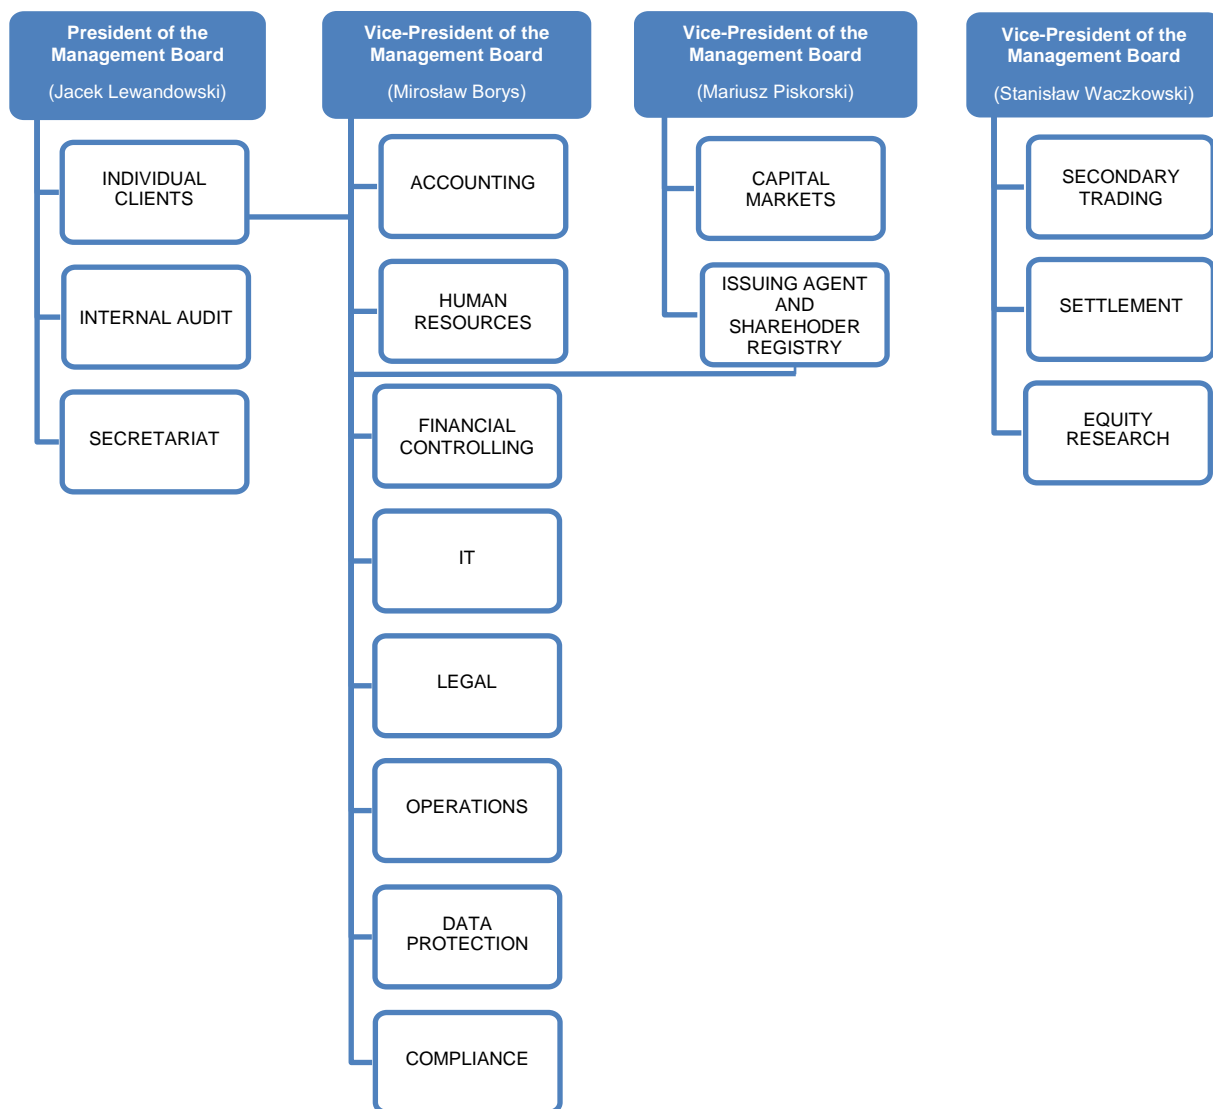 President of the
Management Board
(Jacek Lewandowski)
INDIVIDUAL
CLIENTS
INTERNAL AUDIT
SECRETARIAT
Vice-President of the
Management Board
(Mirosław Borys)
ACCOUNTING
HUMAN
RESOURCES
FINANCIAL
CONTROLLING
IT
LEGAL
OPERATIONS
DATA
PROTECTION
COMPLIANCE
Vice-President of the
Management Board
(Mariusz Piskorski)
CAPITAL
MARKETS
ISSUING AGENT
AND
SHAREHODER
REGISTRY
Vice-President of the
Management Board
(Stanisław Waczkowski)
SECONDARY
TRADING
SETTLEMENT
EQUITY
RESEARCH